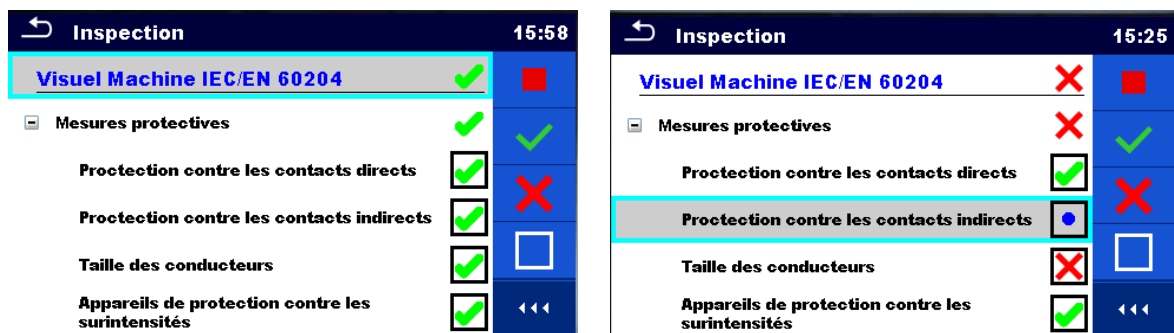 Inspection 15:58
Visuel Machine IEC/EN 60204
Mesures protectives
Proctection contre les contacts directs
Proctection contre les contacts indirects
Taille des conducteurs
Appareils de protection contre les
surintensités
Inspection 15:25
Visuel Machine IEC/EN 60204
Mesures protectives
Proctection contre les contacts directs
Proctection contre les contacts indirects
Taille des conducteurs
Appareils de protection contre les
surintensités